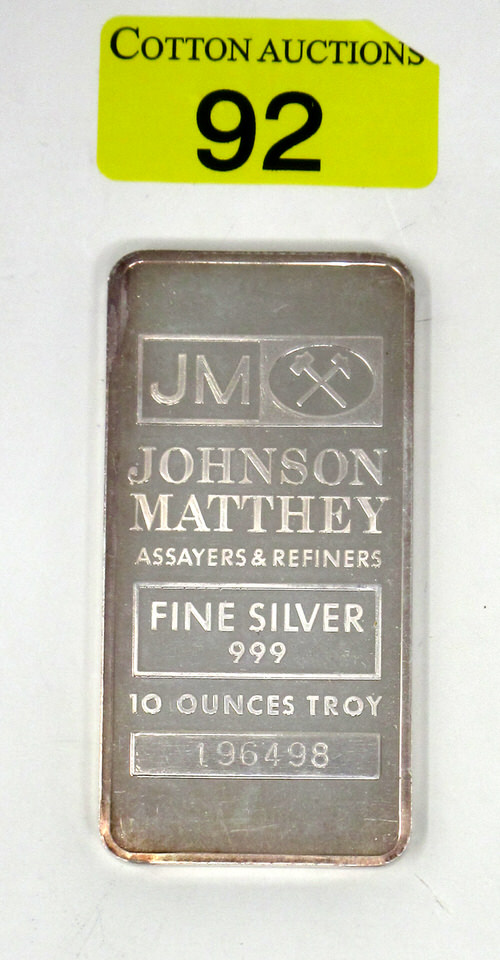 COTTON AUCTIONS
92
JM
JOHNSON
MATTHEY
ASSAYERS & REFINERS
FINE SILVER
999
10 OUNCES TROY
196498